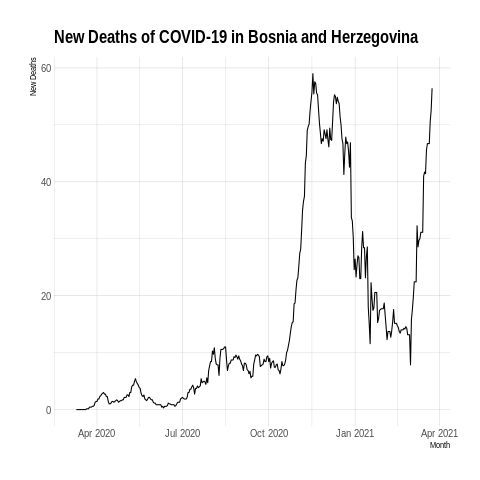 New Deaths of COVID-19 in Bosnia and Herzegovina
New Deaths
60
40
20
0
Apr 2020
Jul 2020
Oct 2020
Jan 2021
Apr 2021
Month